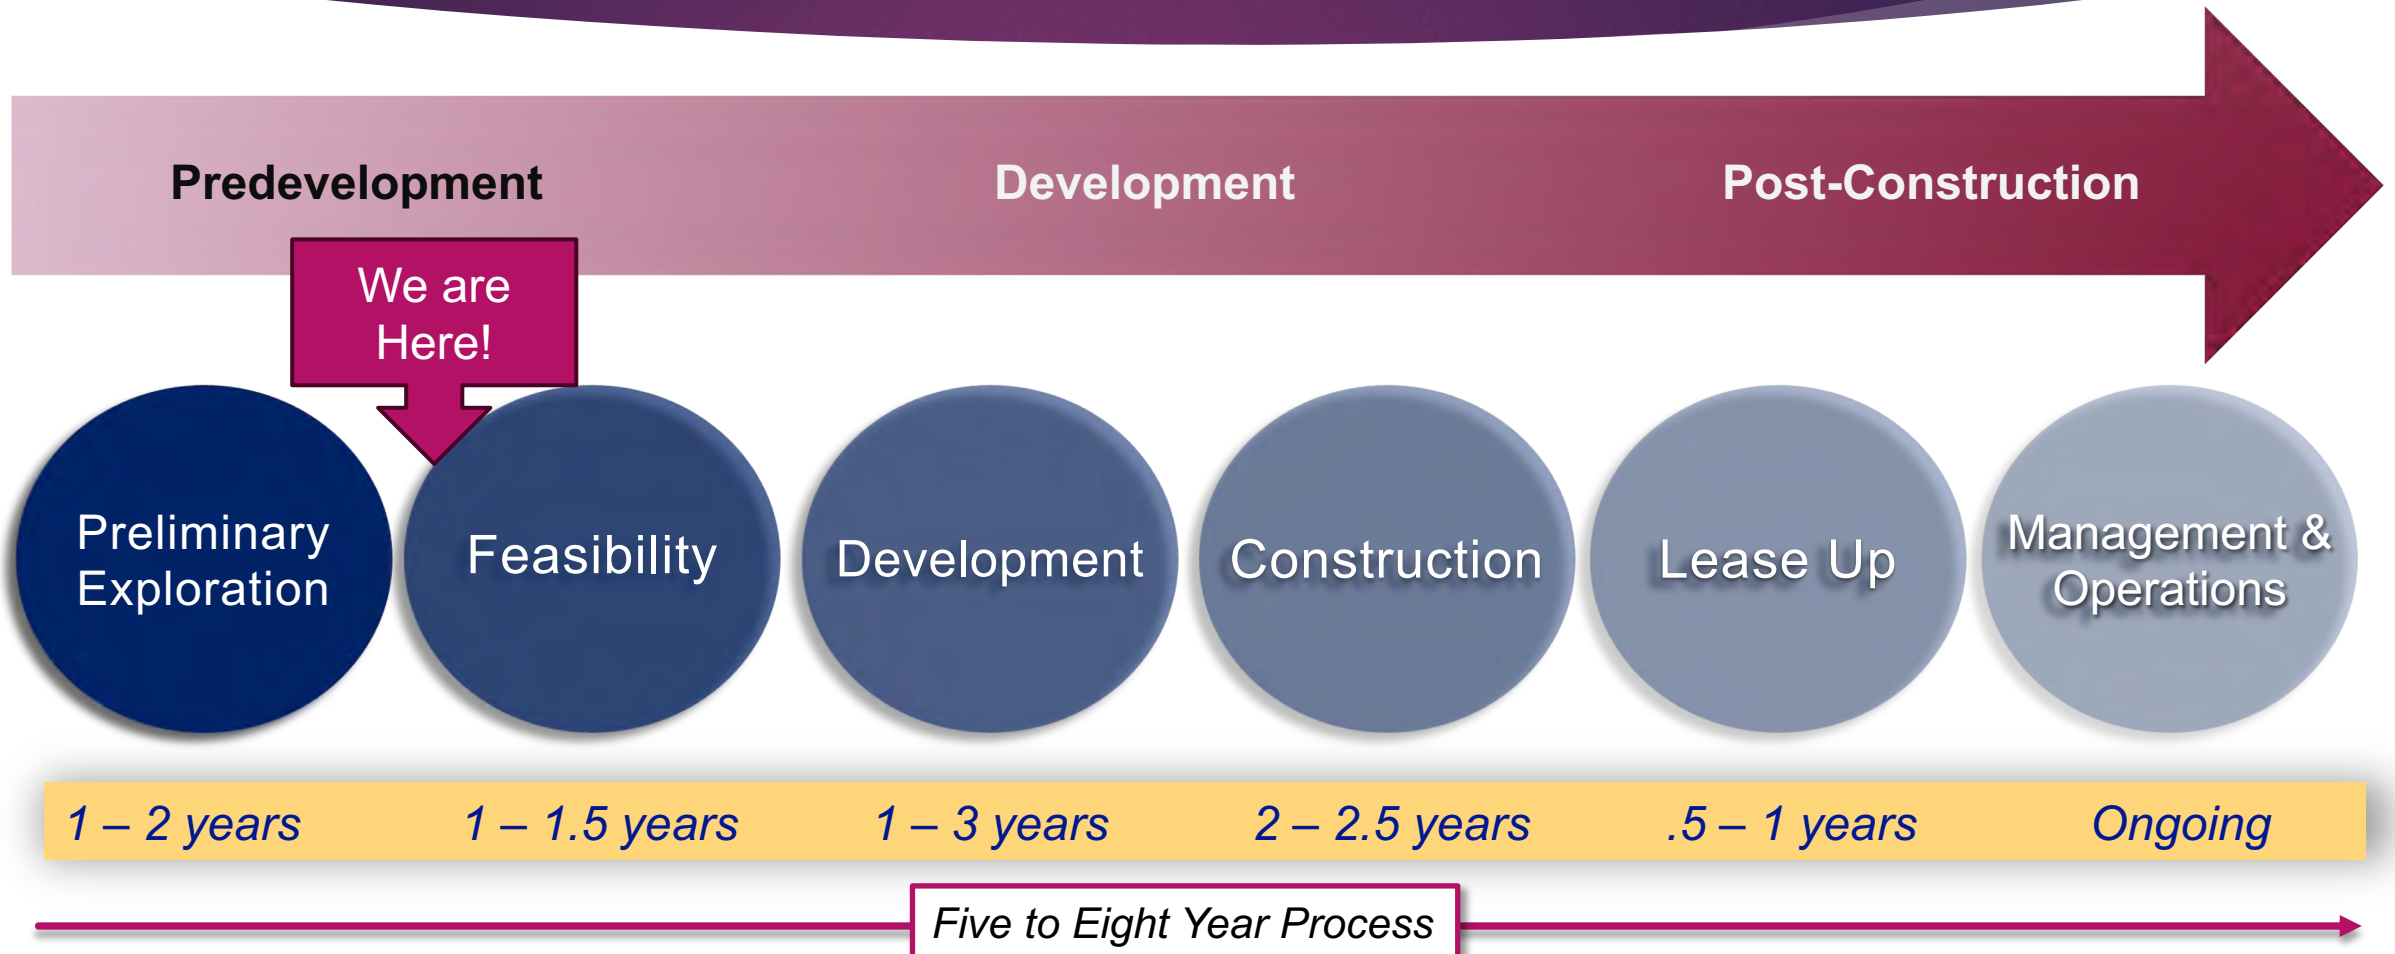 Predevelopment
Development
Post-Construction
We are
Here!
Preliminary
Exploration
Feasibility
Development
Construction
Lease Up
Management &
Operations
1 – 2 years
1 – 1.5 years
1 – 3 years
2 – 2.5 years
.5 – 1 years
Ongoing
Five to Eight Year Process